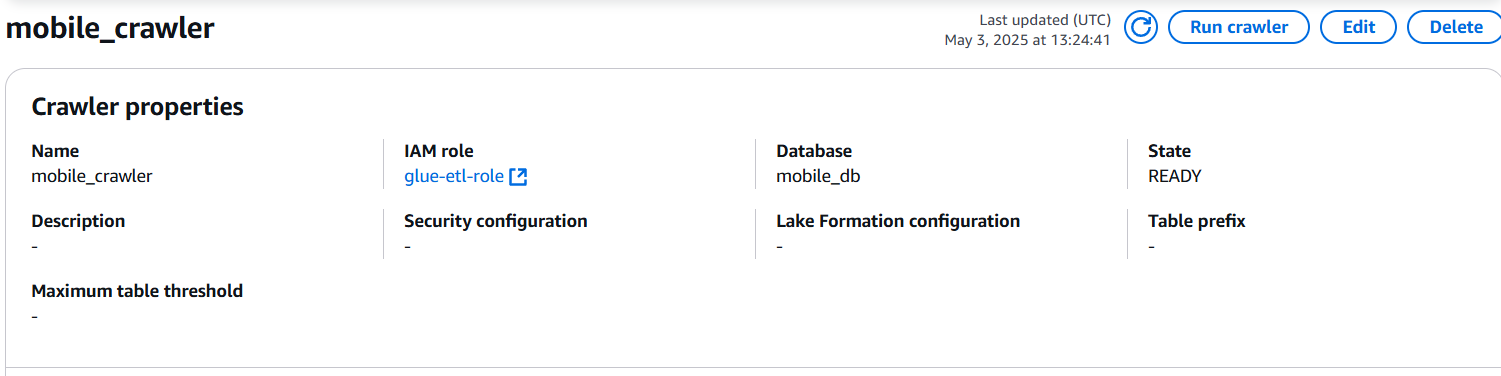 mobile_crawler
Last updated (UTC)
May 3, 2025 at 13:24:41
Run crawler
Edit
Delete
Crawler properties
Name
mobile_crawler
IAM role
glue-etl-role
Database
mobile_db
State
READY
Description
-
Security configuration
-
Lake Formation configuration
-
Table prefix
-
Maximum table threshold
-